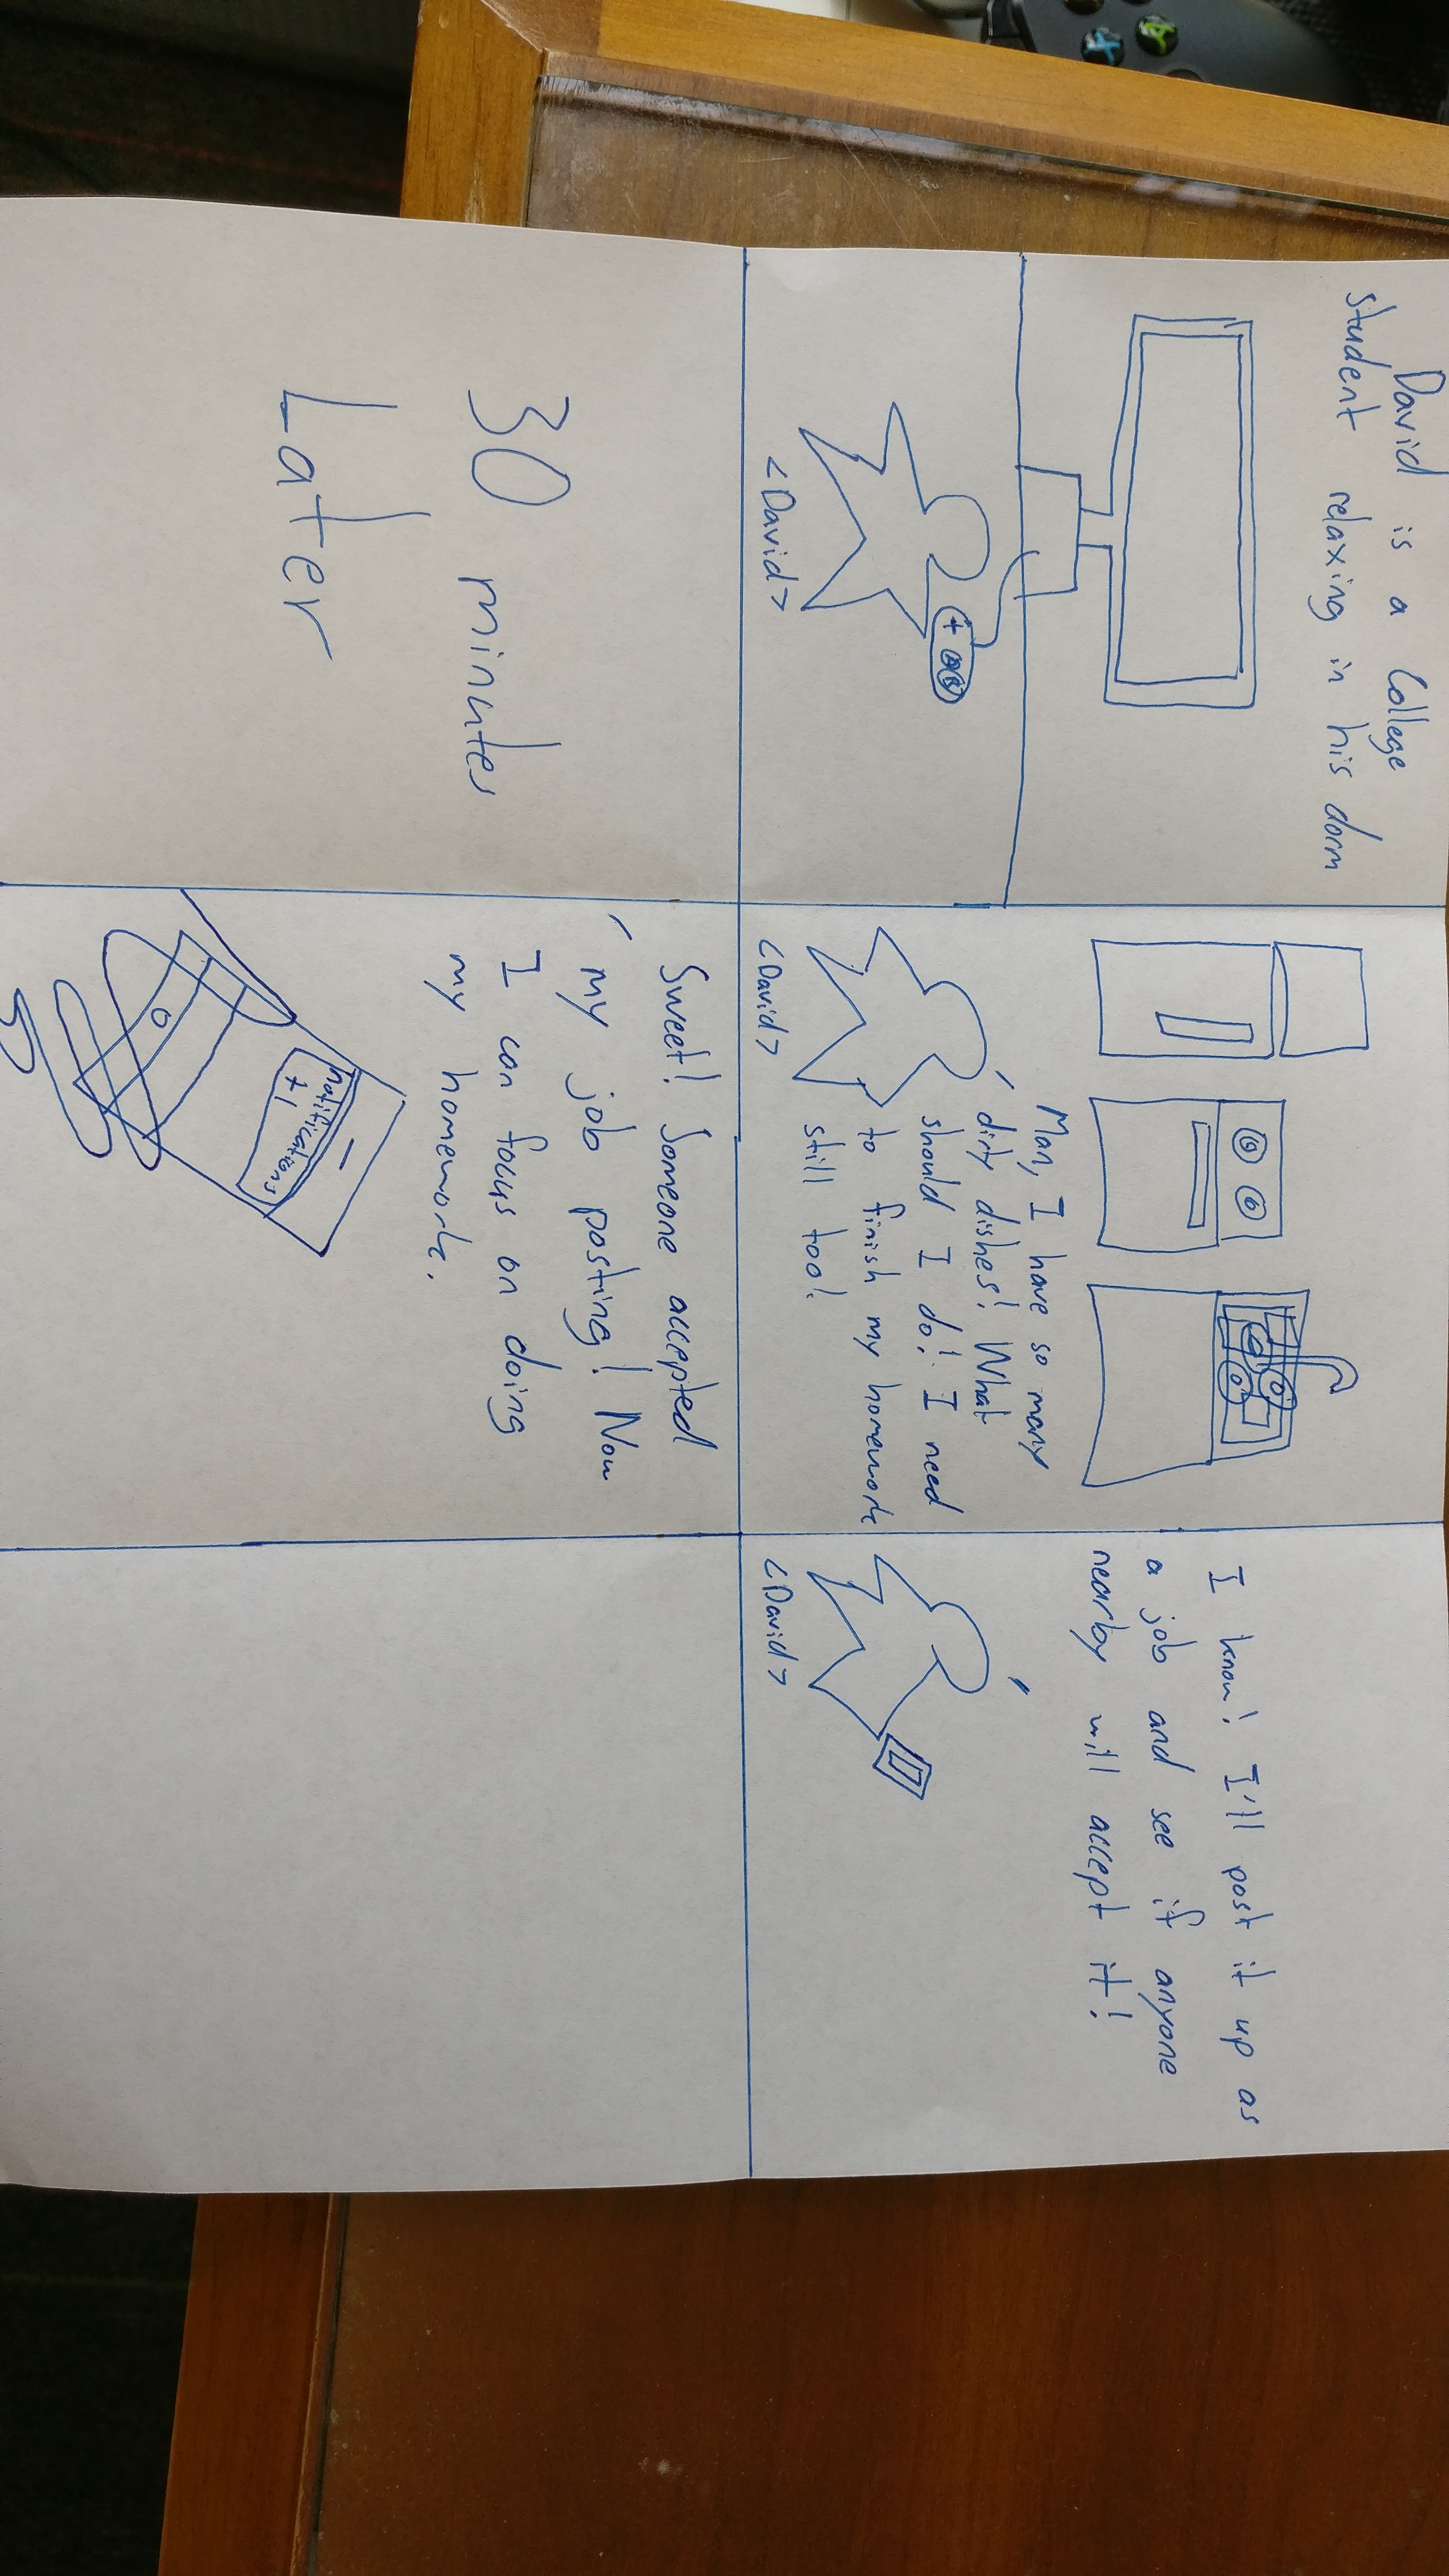 David is a College
student relaxing in his dorm
+ A B
<David>
Man, I have so many
dirty dishes! What
should I do! I need
to finish my homework
still too!
<David>
I know! I'll post it up as
a job and see if anyone
nearby will accept it!
<David>
30 minutes
Later
Sweet! Someone accepted
my job posting! Now
I can focus on doing
my homework.
notifications
+1
X